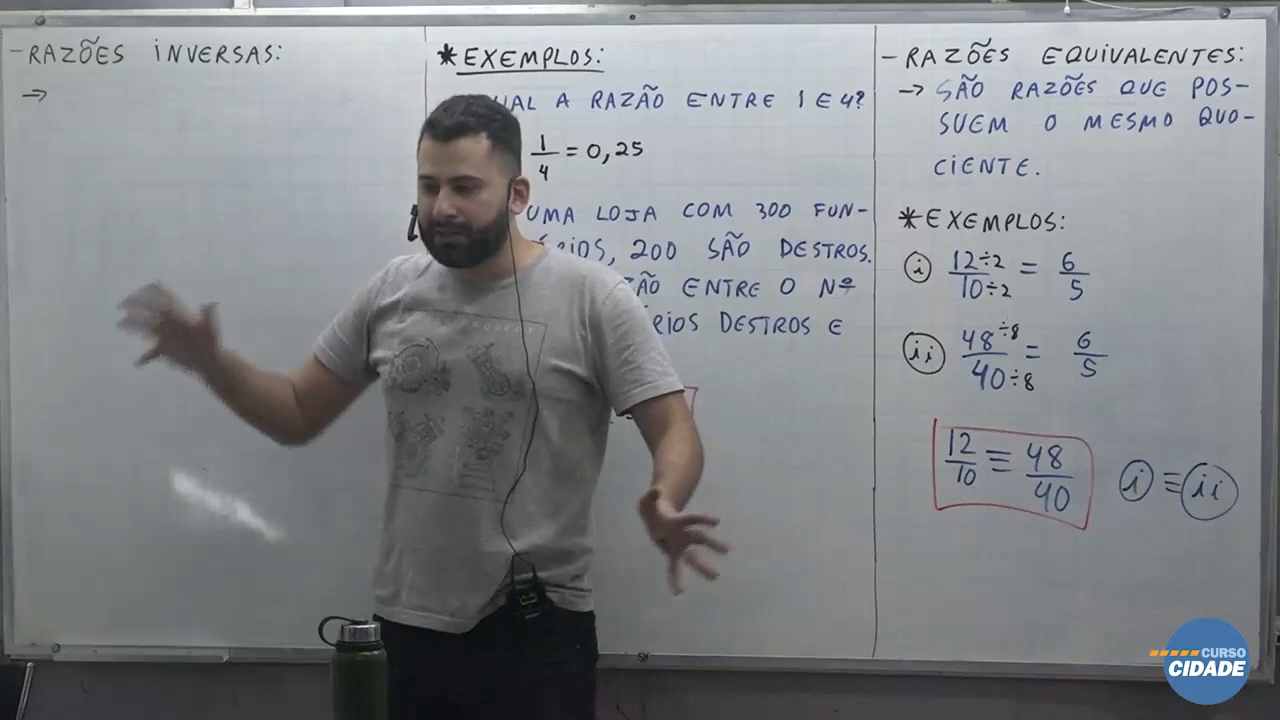 -RAZÕES INVERSAS:
→
*EXEMPLOS:
A RAZÃO ENTRE 1 E 4?
1/4 = 0,25
UMA LOJA COM 300 FUN-
200 SÃO DESTROS.
ENTRE O Nº
DESTROS E
-RAZÕES EQUIVALENTES:
→ SÃO RAZÕES QUE POS-
SUEM O MESMO QUO-
CIENTE.
*EXEMPLOS:
i 12÷2/10÷2 = 6/5
ii 48÷8/40÷8 = 6/5
12/10 ≡ 48/40 i ≡ ii
CURSO
CIDADE